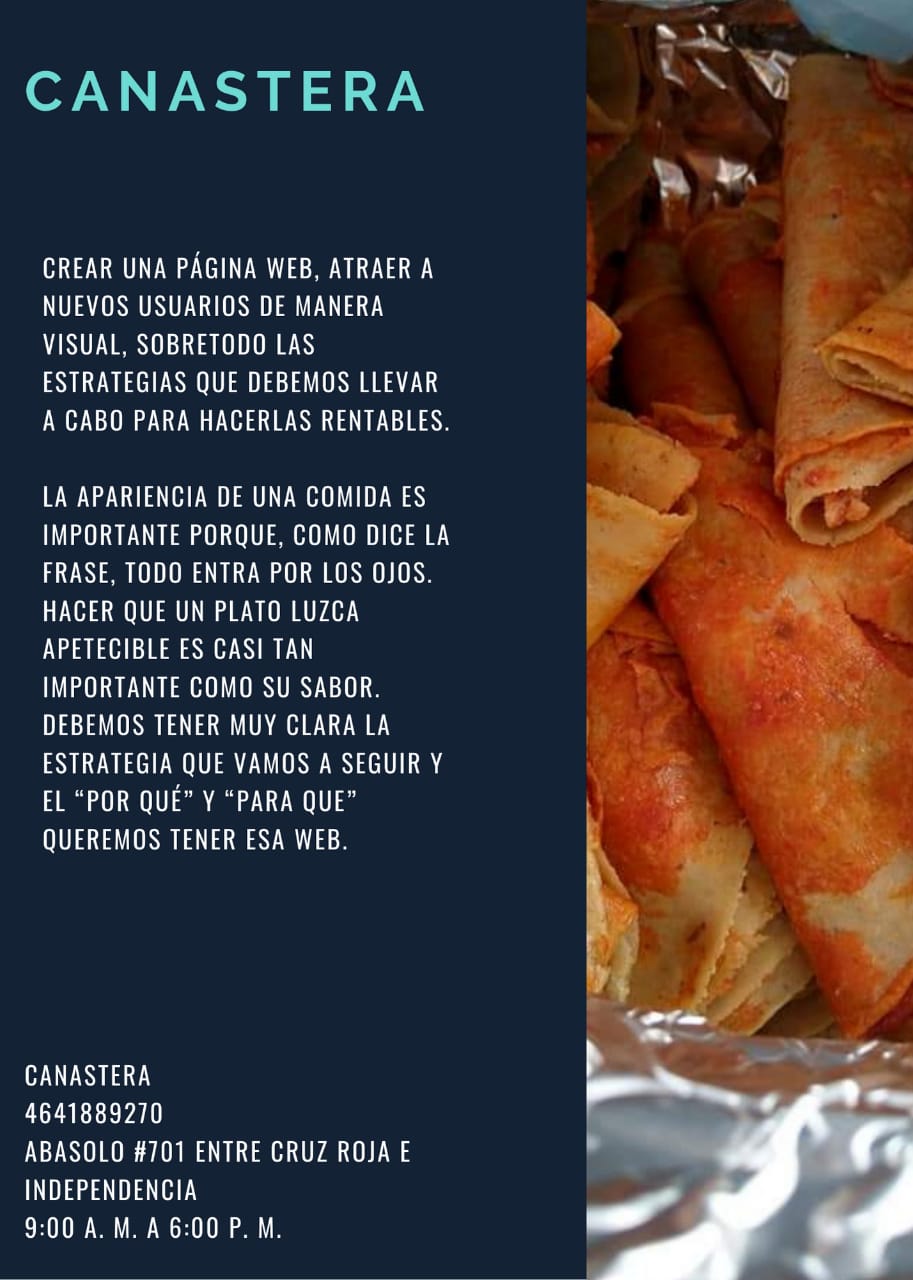 CANASTERA
CREAR UNA PÁGINA WEB, ATRAER A
NUEVOS USUARIOS DE MANERA
VISUAL, SOBRETODO LAS
ESTRATEGIAS QUE DEBEMOS LLEVAR
A CABO PARA HACERLAS RENTABLES.
LA APARIENCIA DE UNA COMIDA ES
IMPORTANTE PORQUE, COMO DICE LA
FRASE, TODO ENTRA POR LOS OJOS.
HACER QUE UN PLATO LUZCA
APETECIBLE ES CASI TAN
IMPORTANTE COMO SU SABOR.
DEBEMOS TENER MUY CLARA LA
ESTRATEGIA QUE VAMOS A SEGUIR Y
EL “POR QUÉ” Y “PARA QUE”
QUEREMOS TENER ESA WEB.
CANASTERA
4641889270
ABASOLO #701 ENTRE CRUZ ROJA E
INDEPENDENCIA
9:00 A. M. A 6:00 P. M.